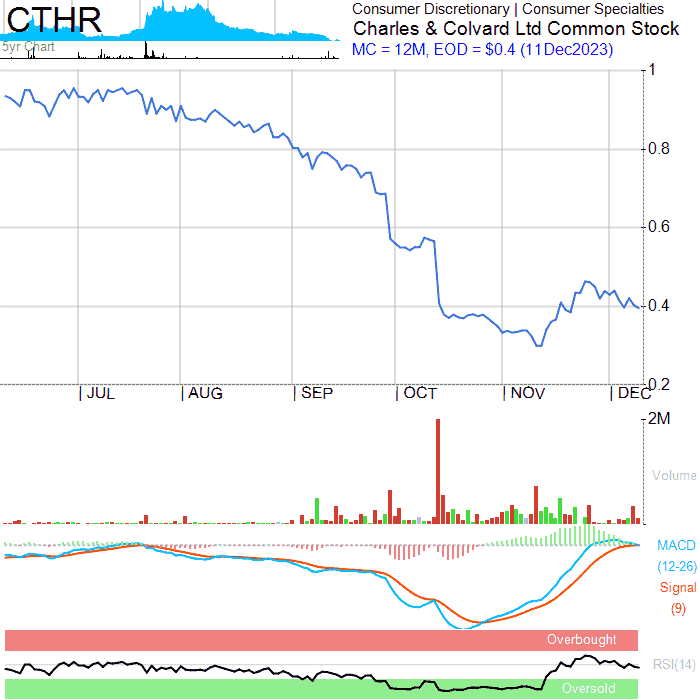 CTHR
5yr Chart
Consumer Discretionary | Consumer Specialties
Charles & Colvard Ltd Common Stock
MC = 12M, EOD = $0.4 (11Dec2023)
1
0.8
0.6
0.4
0.2
| JUL | AUG | SEP | OCT | NOV | DEC
2M
Volume
MACD
(12-26)
Signal
(9)
Overbought
RSI(14)
Oversold